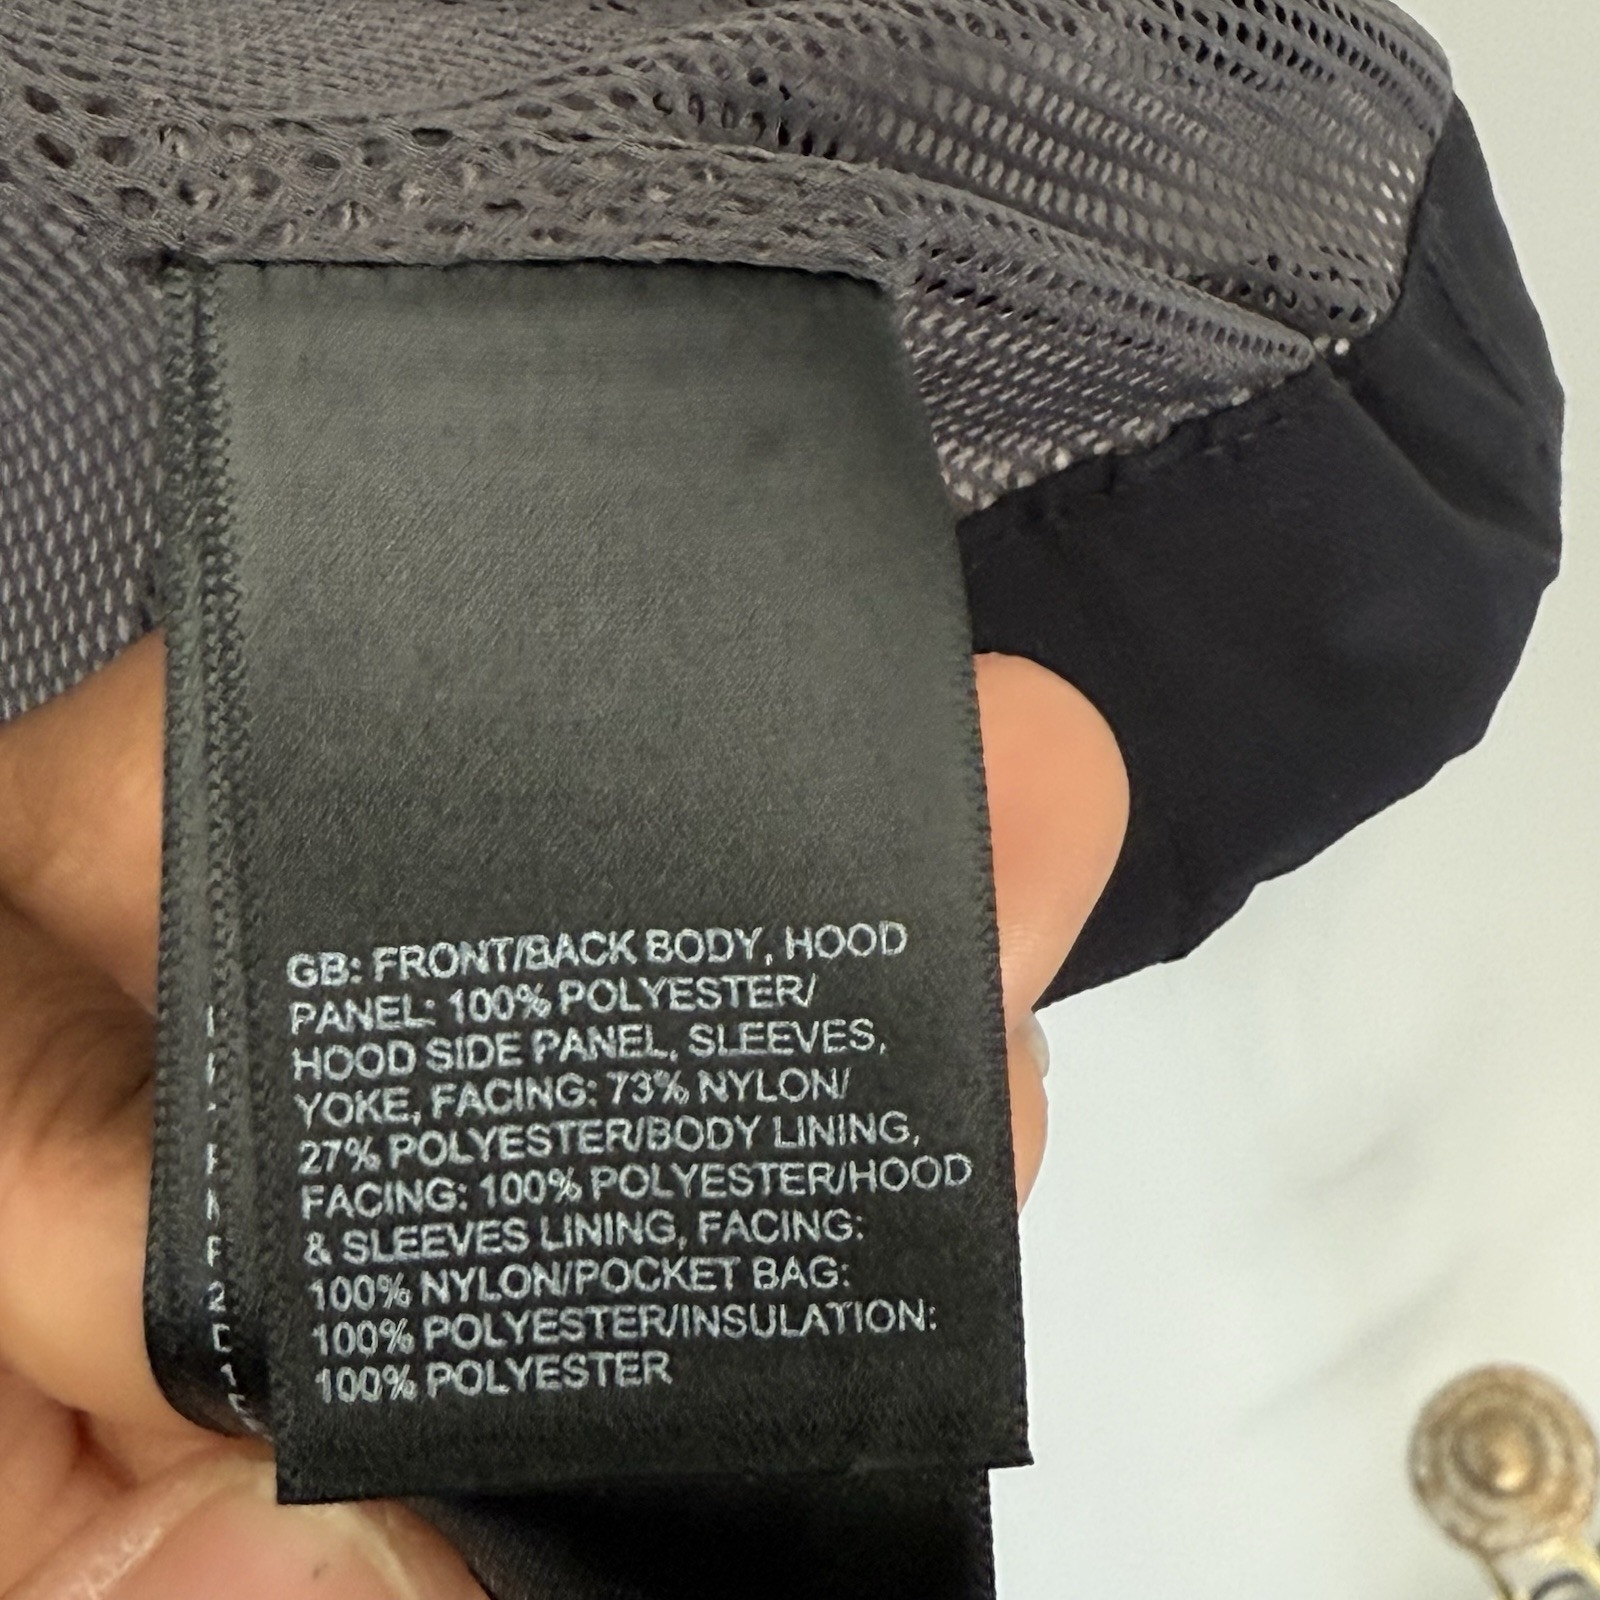 GB: FRONT/BACK BODY, HOOD
PANEL: 100% POLYESTER/
HOOD SIDE PANEL, SLEEVES,
YOKE, FACING: 73% NYLON/
27% POLYESTER/BODY LINING,
FACING: 100% POLYESTER/HOOD
& SLEEVES LINING, FACING:
100% NYLON/POCKET BAG:
100% POLYESTER/INSULATION:
100% POLYESTER